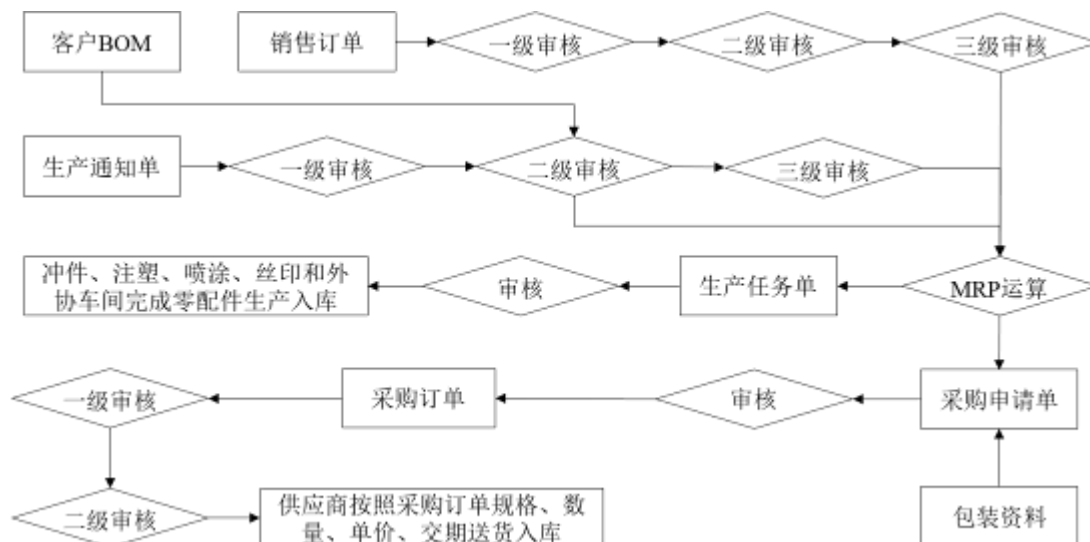 客户BOM
销售订单
一级审核
二级审核
三级审核
生产通知单
一级审核
二级审核
三级审核
冲件、注塑、喷涂、丝印和外
协车间完成零配件生产入库
审核
生产任务单
MRP运算
一级审核
采购订单
审核
采购申请单
二级审核
供应商按照采购订单规格、数
量、单价、交期送货入库
包装资料